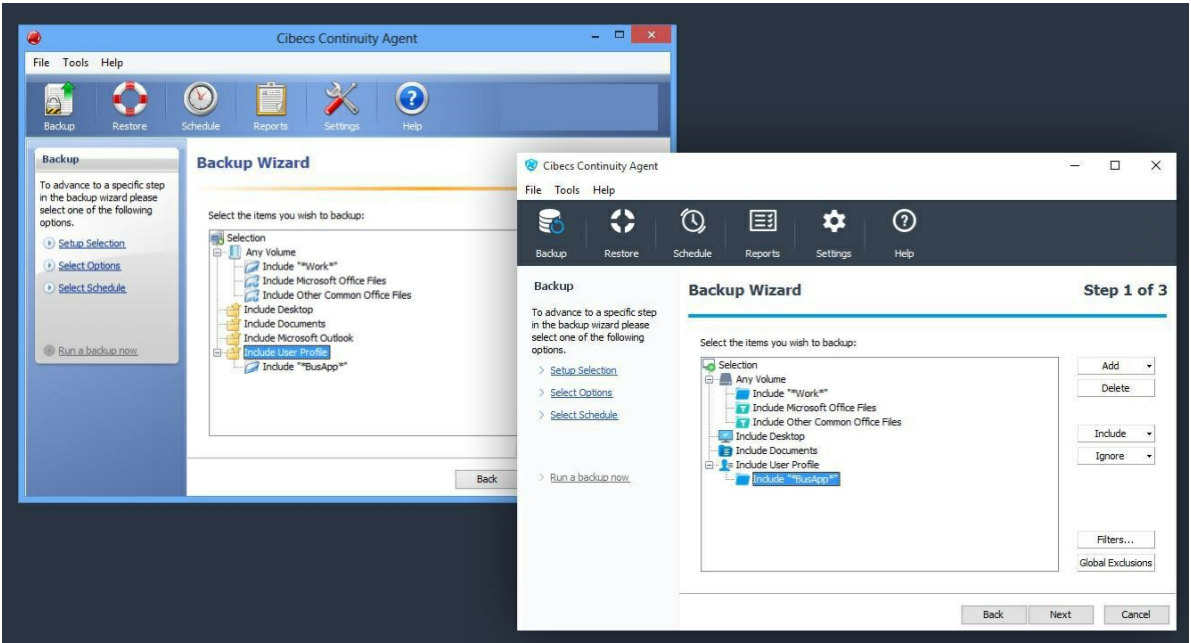 Cibecs Continuity Agent
File Tools Help
Backup Restore Schedule Reports Settings Help
Backup
To advance to a specific step
in the backup wizard please
select one of the following
options.
Setup Selection
Select Options
Select Schedule
Run a backup now
Backup Wizard
Select the items you wish to backup:
Selection
Any Volume
Include "*Work*"
Include Microsoft Office Files
Include Other Common Office Files
Include Desktop
Include Documents
Include Microsoft Outlook
Include User Profile
Include "*BusApp*"
Back
Cibecs Continuity Agent
File Tools Help
Backup Restore Schedule Reports Settings Help
Backup
To advance to a specific step
in the backup wizard please
select one of the following
options.
Setup Selection
Select Options
Select Schedule
Run a backup now
Backup Wizard Step 1 of 3
Select the items you wish to backup:
Selection
Any Volume
Include "*Work*"
Include Microsoft Office Files
Include Other Common Office Files
Include Desktop
Include Documents
Include User Profile
Include "*BusApp*"
Add
Delete
Include
Ignore
Filters...
Global Exclusions
Back Next Cancel